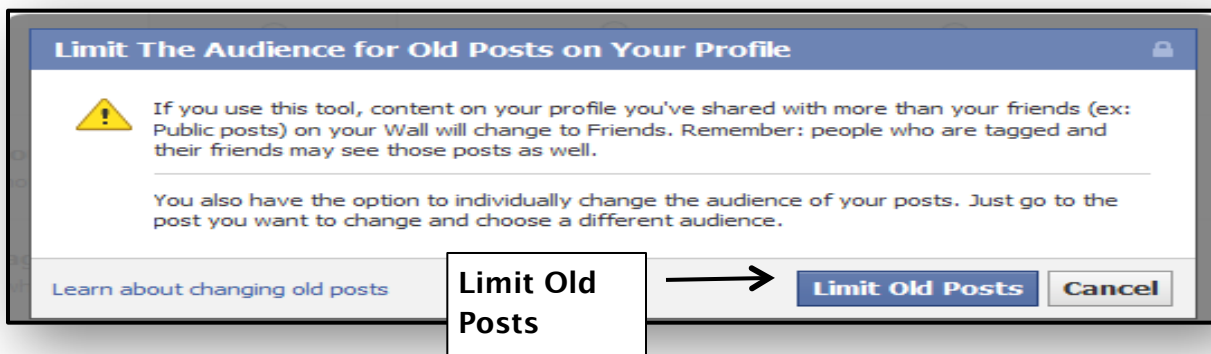 Limit The Audience for Old Posts on Your Profile
If you use this tool, content on your profile you've shared with more than your friends (ex:
Public posts) on your Wall will change to Friends. Remember: people who are tagged and
their friends may see those posts as well.
You also have the option to individually change the audience of your posts. Just go to the
post you want to change and choose a different audience.
Learn about changing old posts
Limit Old
Posts
Limit Old Posts
Cancel